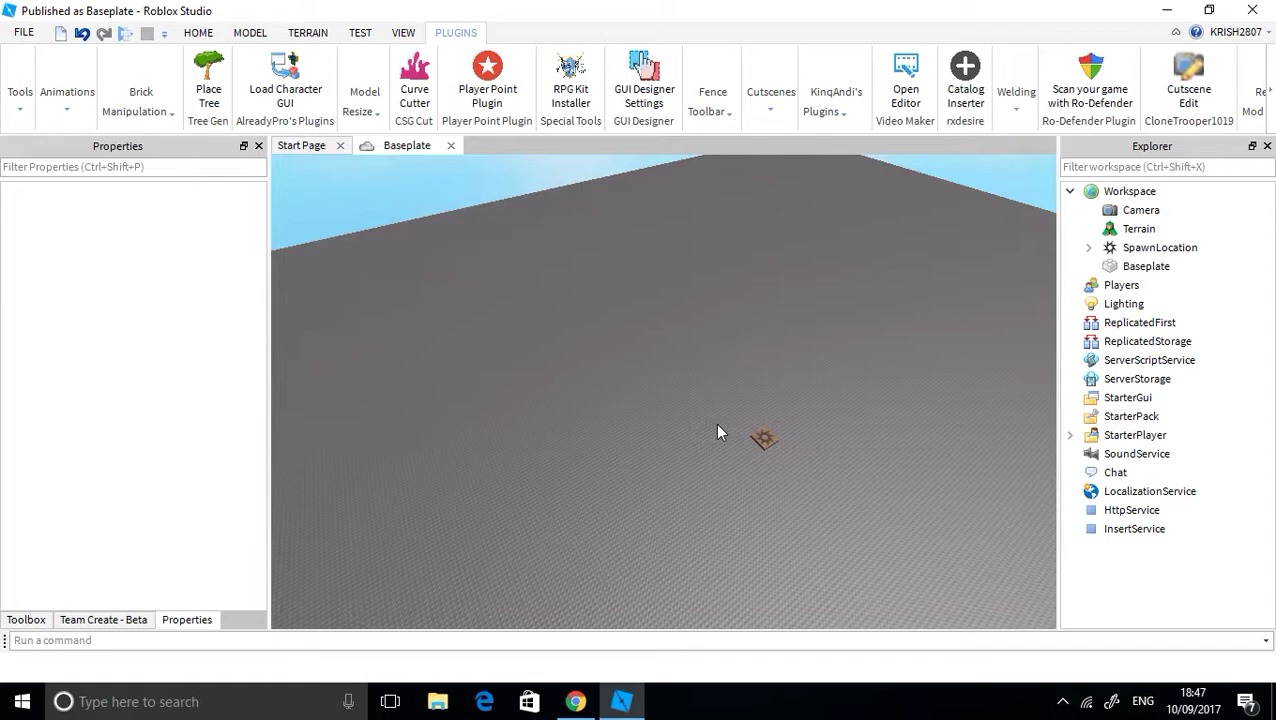 Published as Baseplate - Roblox Studio
FILE HOME MODEL TERRAIN TEST VIEW PLUGINS KRISH2807
Tools
Animations
Brick
Manipulation
Place
Tree
Tree Gen
Load Character
GUI
AlreadyPro's Plugins
Model
Resize
Curve
Cutter
CSG Cut
Player Point
Plugin
Player Point Plugin
RPG Kit
Installer
Special Tools
GUI Designer
Settings
GUI Designer
Fence
Toolbar
Cutscenes
KinqAndi's
Plugins
Open
Editor
Video Maker
Catalog
Inserter
rxdesire
Welding
Scan your game
with Ro-Defender
Ro-Defender Plugin
Cutscene
Edit
CloneTrooper1019
Re
Mod
Properties
Filter Properties (Ctrl+Shift+P)
Start Page
Baseplate
Explorer
Filter workspace (Ctrl+Shift+X)
Workspace
Camera
Terrain
SpawnLocation
Baseplate
Players
Lighting
ReplicatedFirst
ReplicatedStorage
ServerScriptService
ServerStorage
StarterGui
StarterPack
StarterPlayer
SoundService
Chat
LocalizationService
HttpService
InsertService
Toolbox Team Create - Beta Properties
Run a command
Type here to search
ENG
18:47
10/09/2017
7